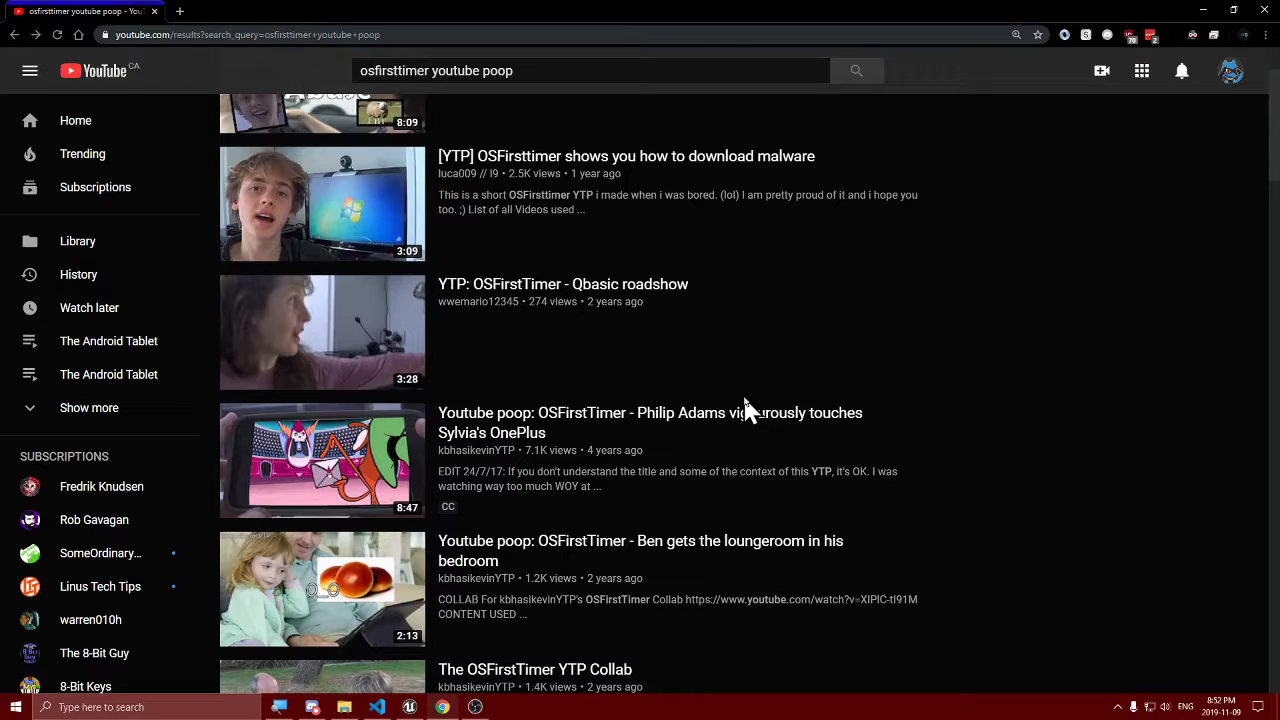 osfirsttimer youtube poop - You
youtube.com/results?search_query=osfirsttimer+youtube+poop
YouTube CA
osfirsttimer youtube poop
8:09
Home
Trending
Subscriptions
Library
History
Watch later
The Android Tablet
The Android Tablet
Show more
SUBSCRIPTIONS
Fredrik Knudsen
Rob Gavagan
SomeOrdinary...
Linus Tech Tips
warren010h
The 8-Bit Guy
8-Bit Keys
[YTP] OSFirsttimer shows you how to download malware
luca009 // l9 • 2.5K views • 1 year ago
This is a short OSFirsttimer YTP i made when i was bored. (lol) I am pretty proud of it and i hope you
too. ;) List of all Videos used ...
3:09
YTP: OSFirstTimer - Qbasic roadshow
wwemario12345 • 274 views • 2 years ago
3:28
Youtube poop: OSFirstTimer - Philip Adams vigorously touches
Sylvia's OnePlus
kbhasikevinYTP • 7.1K views • 4 years ago
EDIT 24/7/17: If you don't understand the title and some of the context of this YTP, it's OK. I was
watching way too much WOY at ...
CC
8:47
Youtube poop: OSFirstTimer - Ben gets the loungeroom in his
bedroom
kbhasikevinYTP • 1.2K views • 2 years ago
COLLAB For kbhasikevinYTP's OSFirstTimer Collab https://www.youtube.com/watch?v=XIPIC-tI91M
CONTENT USED ...
2:13
The OSFirstTimer YTP Collab
kbhasikevinYTP • 1.4K views • 2 years ago
Type here to search
ENG
8:52 PM
2019-11-09